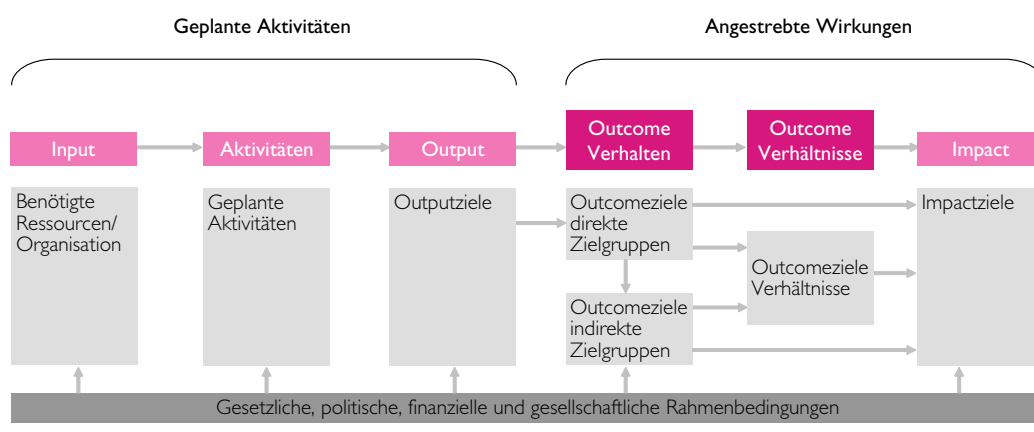 Geplante Aktivitäten
Angestrebte Wirkungen
Input
Aktivitäten
Output
Outcome
Verhalten
Outcome
Verhältnisse
Impact
Benötigte
Ressourcen/
Organisation
Geplante
Aktivitäten
Outputziele
Outcomeziele
direkte
Zielgruppen
Outcomeziele
indirekte
Zielgruppen
Outcomeziele
Verhältnisse
Impactziele
Gesetzliche, politische, finanzielle und gesellschaftliche Rahmenbedingungen